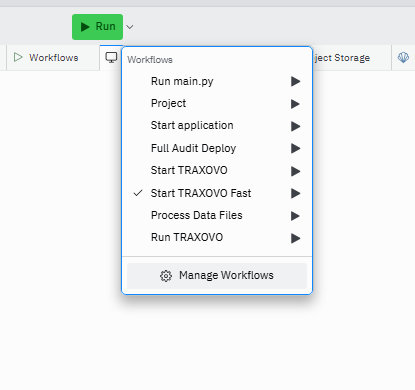 Run
Workflows
ject Storage
Workflows
Run main.py
Project
Start application
Full Audit Deploy
Start TRAXOVO
Start TRAXOVO Fast
Process Data Files
Run TRAXOVO
Manage Workflows